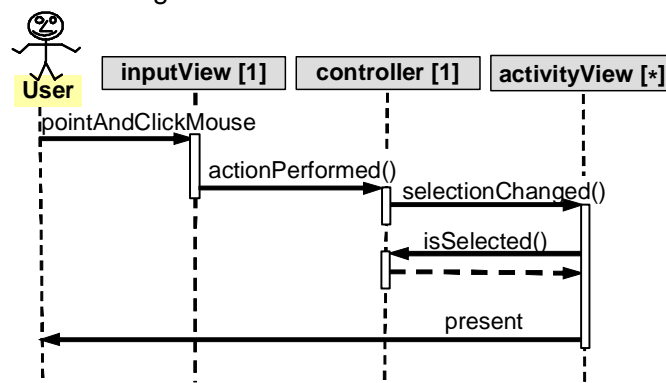 User
inputView [1]
controller [1]
activityView [*]
pointAndClickMouse
actionPerformed()
selectionChanged()
isSelected()
present